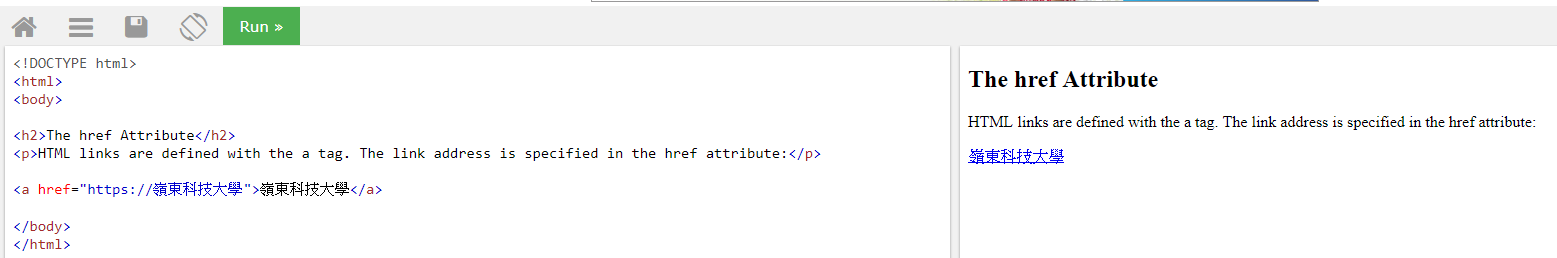 Run »
<!DOCTYPE html>
<html>
<body>
<h2>The href Attribute</h2>
<p>HTML links are defined with the a tag. The link address is specified in the href attribute:</p>
<a href="https://嶺東科技大學">嶺東科技大學</a>
</body>
</html>
The href Attribute
HTML links are defined with the a tag. The link address is specified in the href attribute:
嶺東科技大學